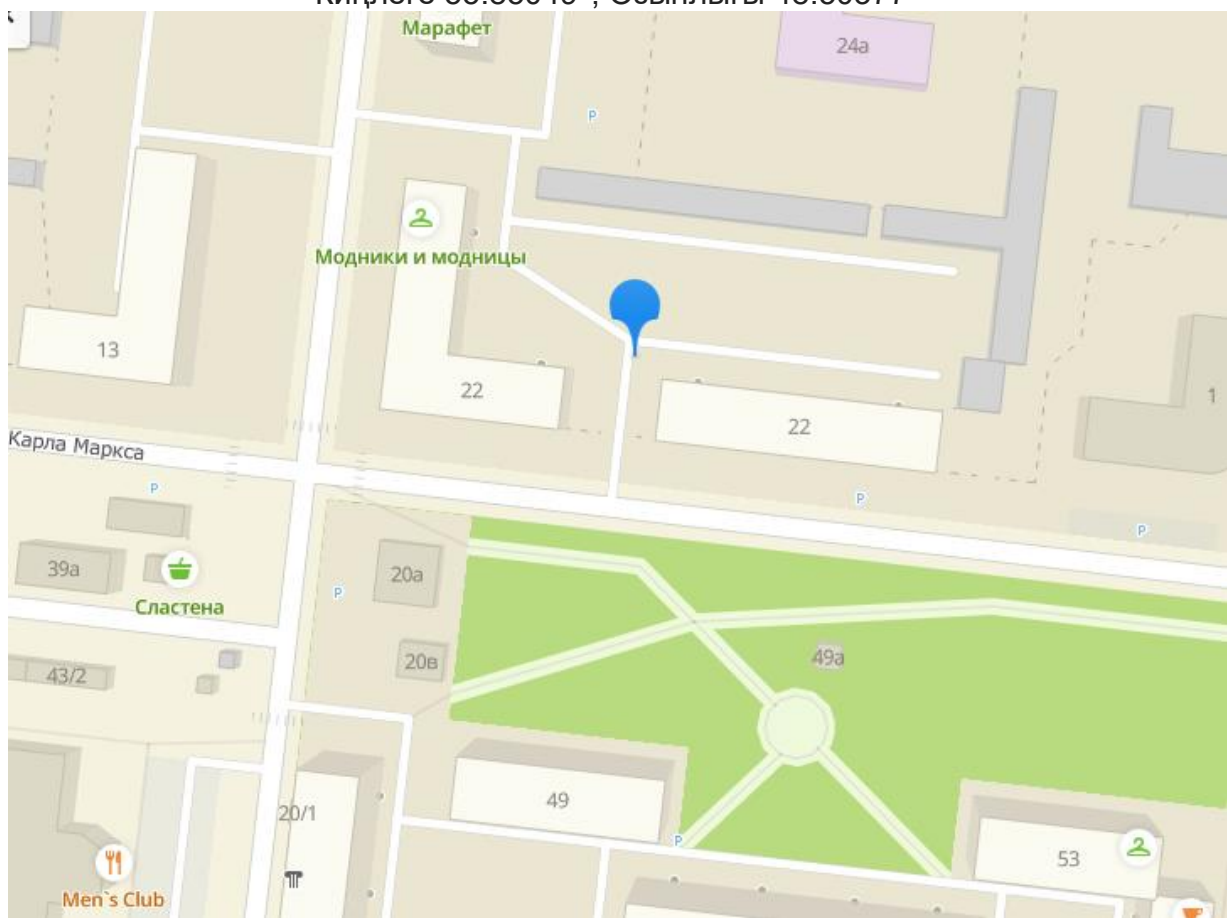 Марафет
24а
P
Модники и модницы
13
22
22
1
Карла Маркса
P
P
P
39а
20а
P
Сластена
20в
49а
43/2
49
20/1
P
53
Men`s Club